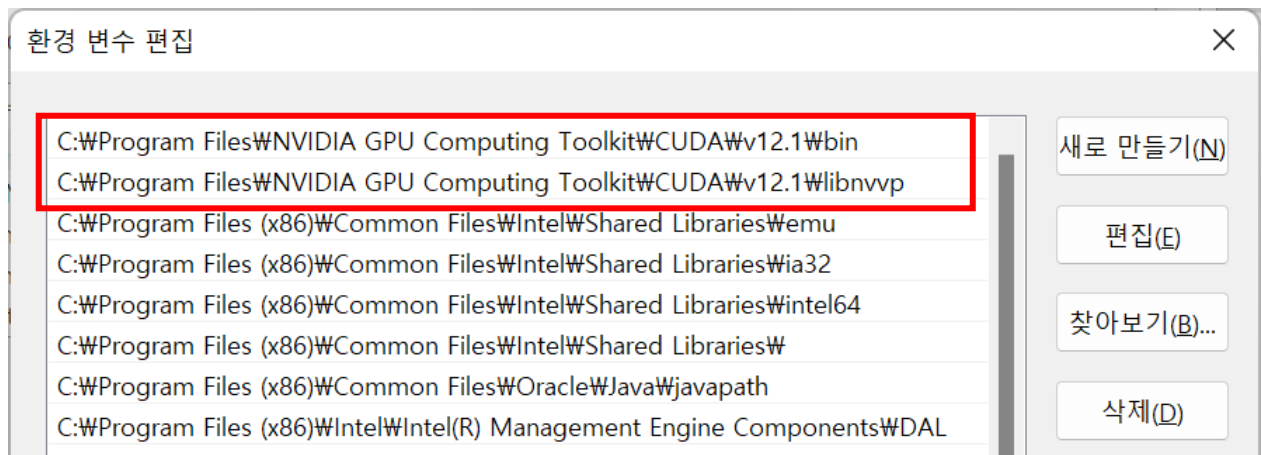 환경 변수 편집
C:₩Program Files₩NVIDIA GPU Computing Toolkit₩CUDA₩v12.1₩bin
C:₩Program Files₩NVIDIA GPU Computing Toolkit₩CUDA₩v12.1₩libnvvp
C:₩Program Files (x86)₩Common Files₩Intel₩Shared Libraries₩emu
C:₩Program Files (x86)₩Common Files₩Intel₩Shared Libraries₩ia32
C:₩Program Files (x86)₩Common Files₩Intel₩Shared Libraries₩intel64
C:₩Program Files (x86)₩Common Files₩Intel₩Shared Libraries₩
C:₩Program Files (x86)₩Common Files₩Oracle₩Java₩javapath
C:₩Program Files (x86)₩Intel₩Intel(R) Management Engine Components₩DAL
새로 만들기(N)
편집(E)
찾아보기(B)...
삭제(D)